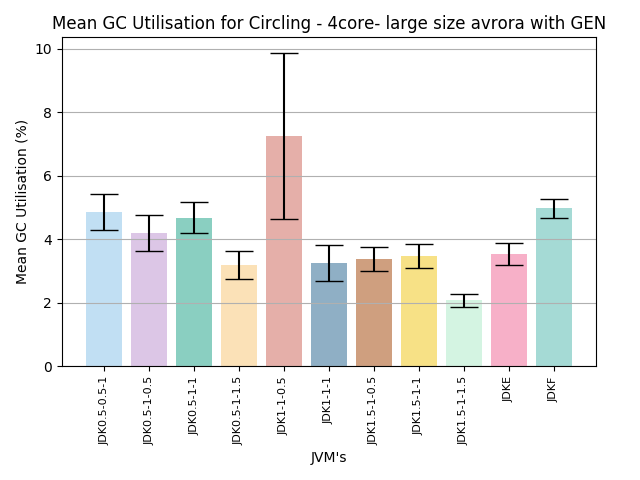 Mean GC Utilisation for Circling - 4core- large size avrora with GEN
Mean GC Utilisation (%)
10
8
6
4
2
0
JDK0.5-0.5-1
JDK0.5-1-0.5
JDK0.5-1-1
JDK0.5-1-1.5
JDK1-1-0.5
JDK1-1-1
JDK1.5-1-0.5
JDK1.5-1-1
JDK1.5-1-1.5
JDKE
JDKF
JVM's